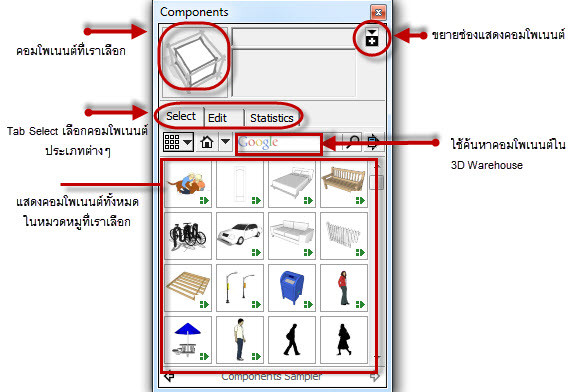 Components
คอมโพเนนต์ที่เราเลือก
ขยายช่องแสดงคอมโพเนนต์
Tab Select เลือกคอมโพเนนต์
ประเภทต่างๆ
Select
Edit
Statistics
Google
ใช้ค้นหาคอมโพเนนต์ใน
3D Warehouse
แสดงคอมโพเนนต์ทั้งหมด
ในหมวดหมู่ที่เราเลือก
Components Sampler